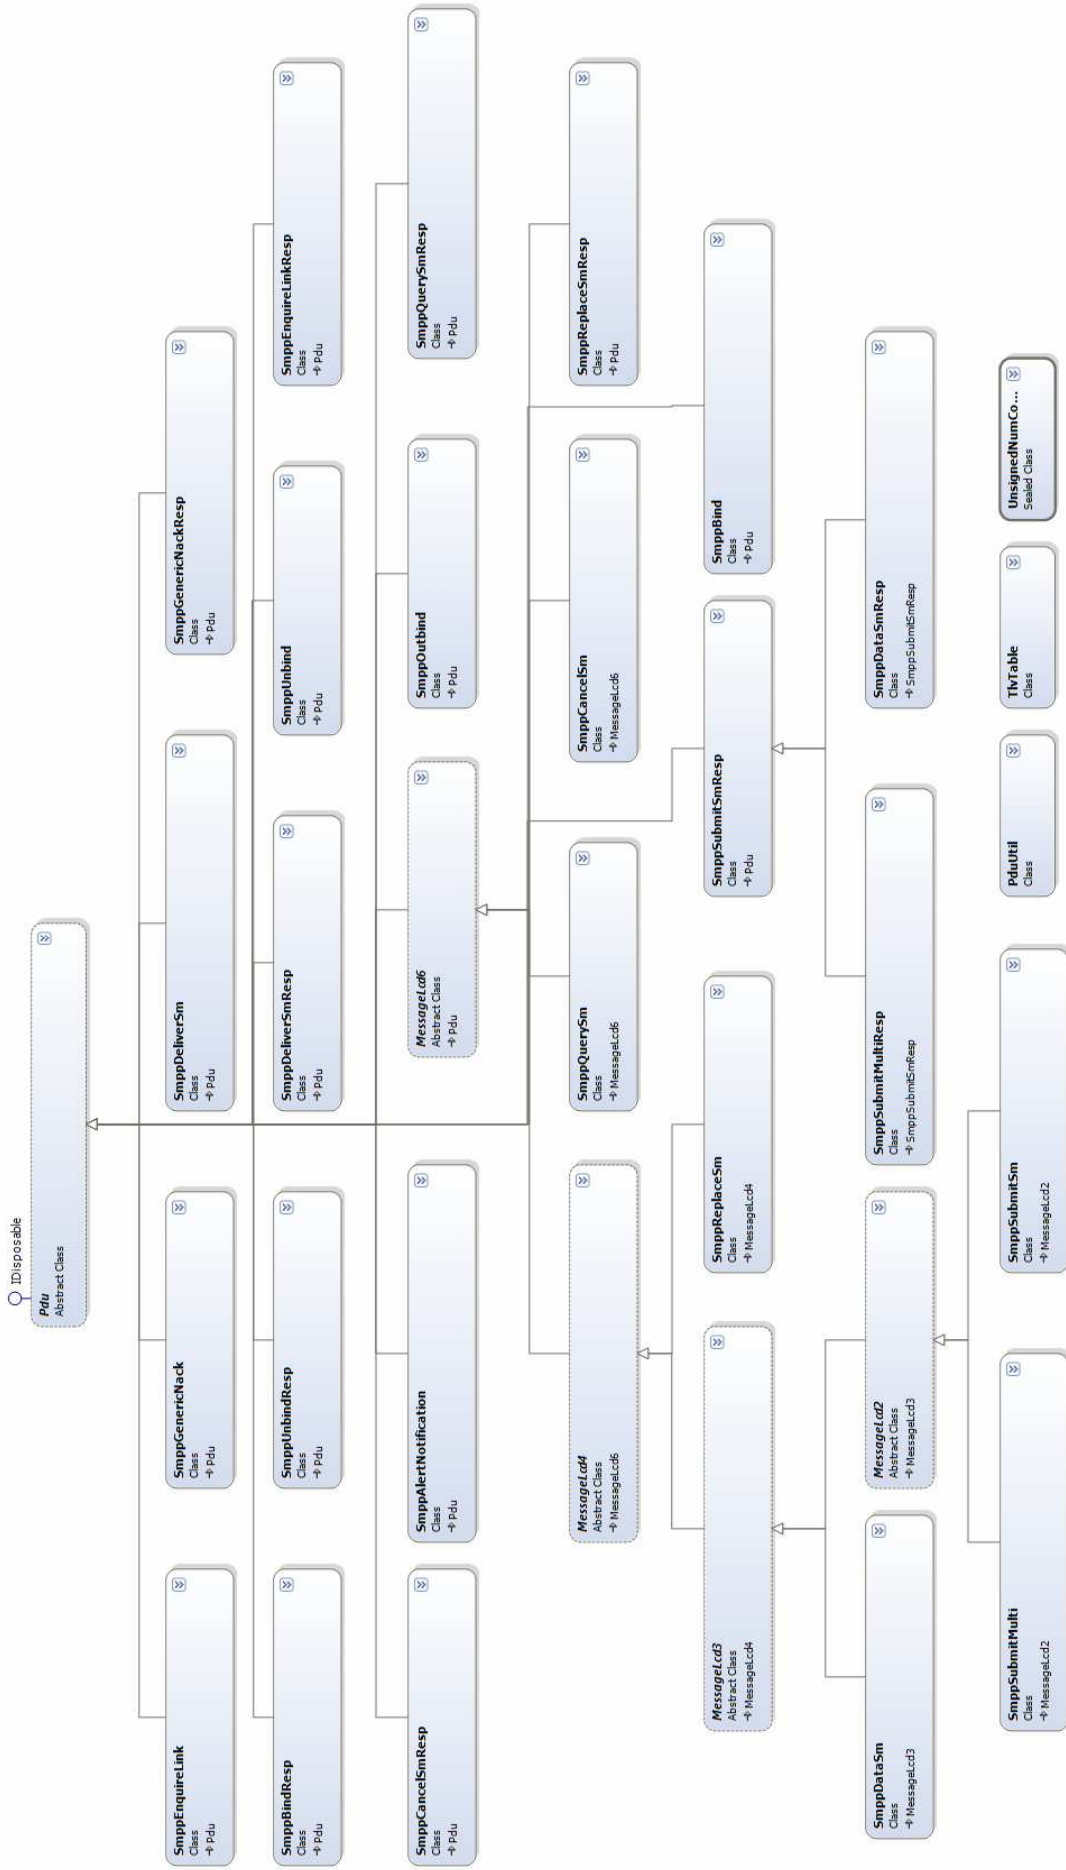 IDisposable
Pdu
Abstract Class
SmppEnquireLink
Class
Pdu
SmppGenericNack
Class
Pdu
SmppDeliverSm
Class
Pdu
SmppGenericNackResp
Class
Pdu
SmppBindResp
Class
Pdu
SmppUnbindResp
Class
Pdu
SmppDeliverSmResp
Class
Pdu
SmppUnbind
Class
Pdu
SmppEnquireLinkResp
Class
Pdu
SmppCancelSmResp
Class
Pdu
SmppAlertNotification
Class
Pdu
MessageLcd6
Abstract Class
Pdu
SmppOutbind
Class
Pdu
SmppQuerySmResp
Class
Pdu
MessageLcd4
Abstract Class
MessageLcd6
SmppQuerySm
Class
MessageLcd6
SmppCancelSm
Class
MessageLcd6
SmppReplaceSmResp
Class
Pdu
MessageLcd3
Abstract Class
MessageLcd4
SmppReplaceSm
Class
MessageLcd4
SmppSubmitSmResp
Class
Pdu
SmppBind
Class
Pdu
SmppDataSm
Class
MessageLcd3
MessageLcd2
Abstract Class
MessageLcd3
SmppSubmitMultiResp
Class
SmppSubmitSmResp
SmppDataSmResp
Class
SmppSubmitSmResp
SmppSubmitMulti
Class
MessageLcd2
SmppSubmitSm
Class
MessageLcd2
PduUtil
Class
TlvTable
Class
UnsignedNumCo...
Sealed Class